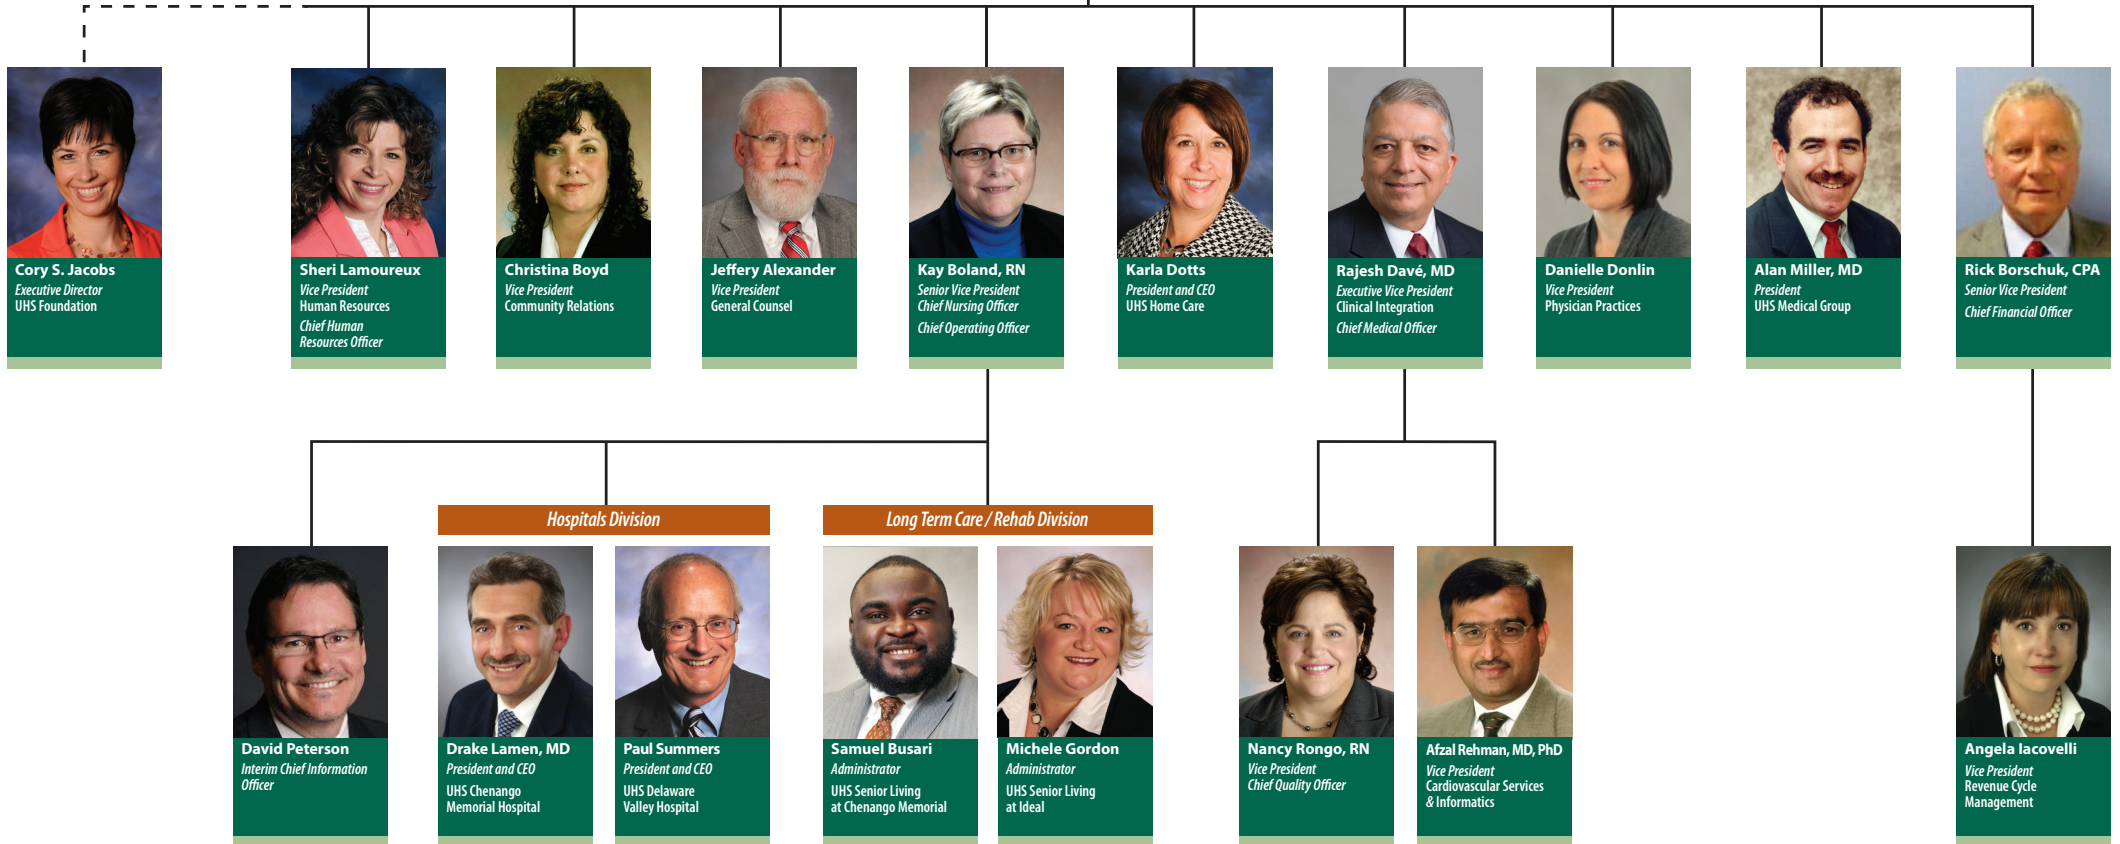 Cory S. Jacobs
Executive Director
UHS Foundation
Sheri Lamoureux
Vice President
Human Resources
Chief Human
Resources Officer
Christina Boyd
Vice President
Community Relations
Jeffery Alexander
Vice President
General Counsel
Kay Boland, RN
Senior Vice President
Chief Nursing Officer
Chief Operating Officer
Karla Dotts
President and CEO
UHS Home Care
Rajesh Davé, MD
Executive Vice President
Clinical Integration
Chief Medical Officer
Danielle Donlin
Vice President
Physician Practices
Alan Miller, MD
President
UHS Medical Group
Rick Borschuk, CPA
Senior Vice President
Chief Financial Officer
Hospitals Division
Long Term Care / Rehab Division
David Peterson
Interim Chief Information
Officer
Drake Lamen, MD
President and CEO
UHS Chenango
Memorial Hospital
Paul Summers
President and CEO
UHS Delaware
Valley Hospital
Samuel Busari
Administrator
UHS Senior Living
at Chenango Memorial
Michele Gordon
Administrator
UHS Senior Living
at Ideal
Nancy Rongo, RN
Vice President
Chief Quality Officer
Afzal Rehman, MD, PhD
Vice President
Cardiovascular Services
& Informatics
Angela Iacovelli
Vice President
Revenue Cycle
Management